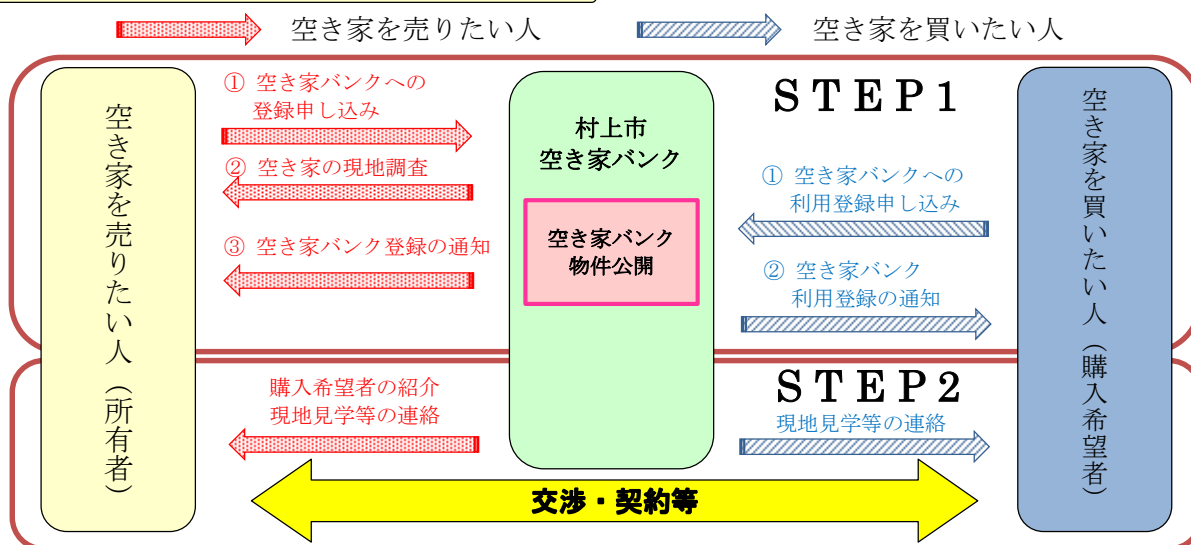 空き家を売りたい人
空き家を買いたい人
空き家を売りたい人（所有者）
① 空き家バンクへの
登録申し込み
② 空き家の現地調査
③ 空き家バンク登録の通知
村上市
空き家バンク
空き家バンク
物件公開
STEP1
① 空き家バンクへの
利用登録申し込み
② 空き家バンク
利用登録の通知
空き家を買いたい人（購入希望者）
購入希望者の紹介
現地見学等の連絡
STEP2
現地見学等の連絡
交渉・契約等